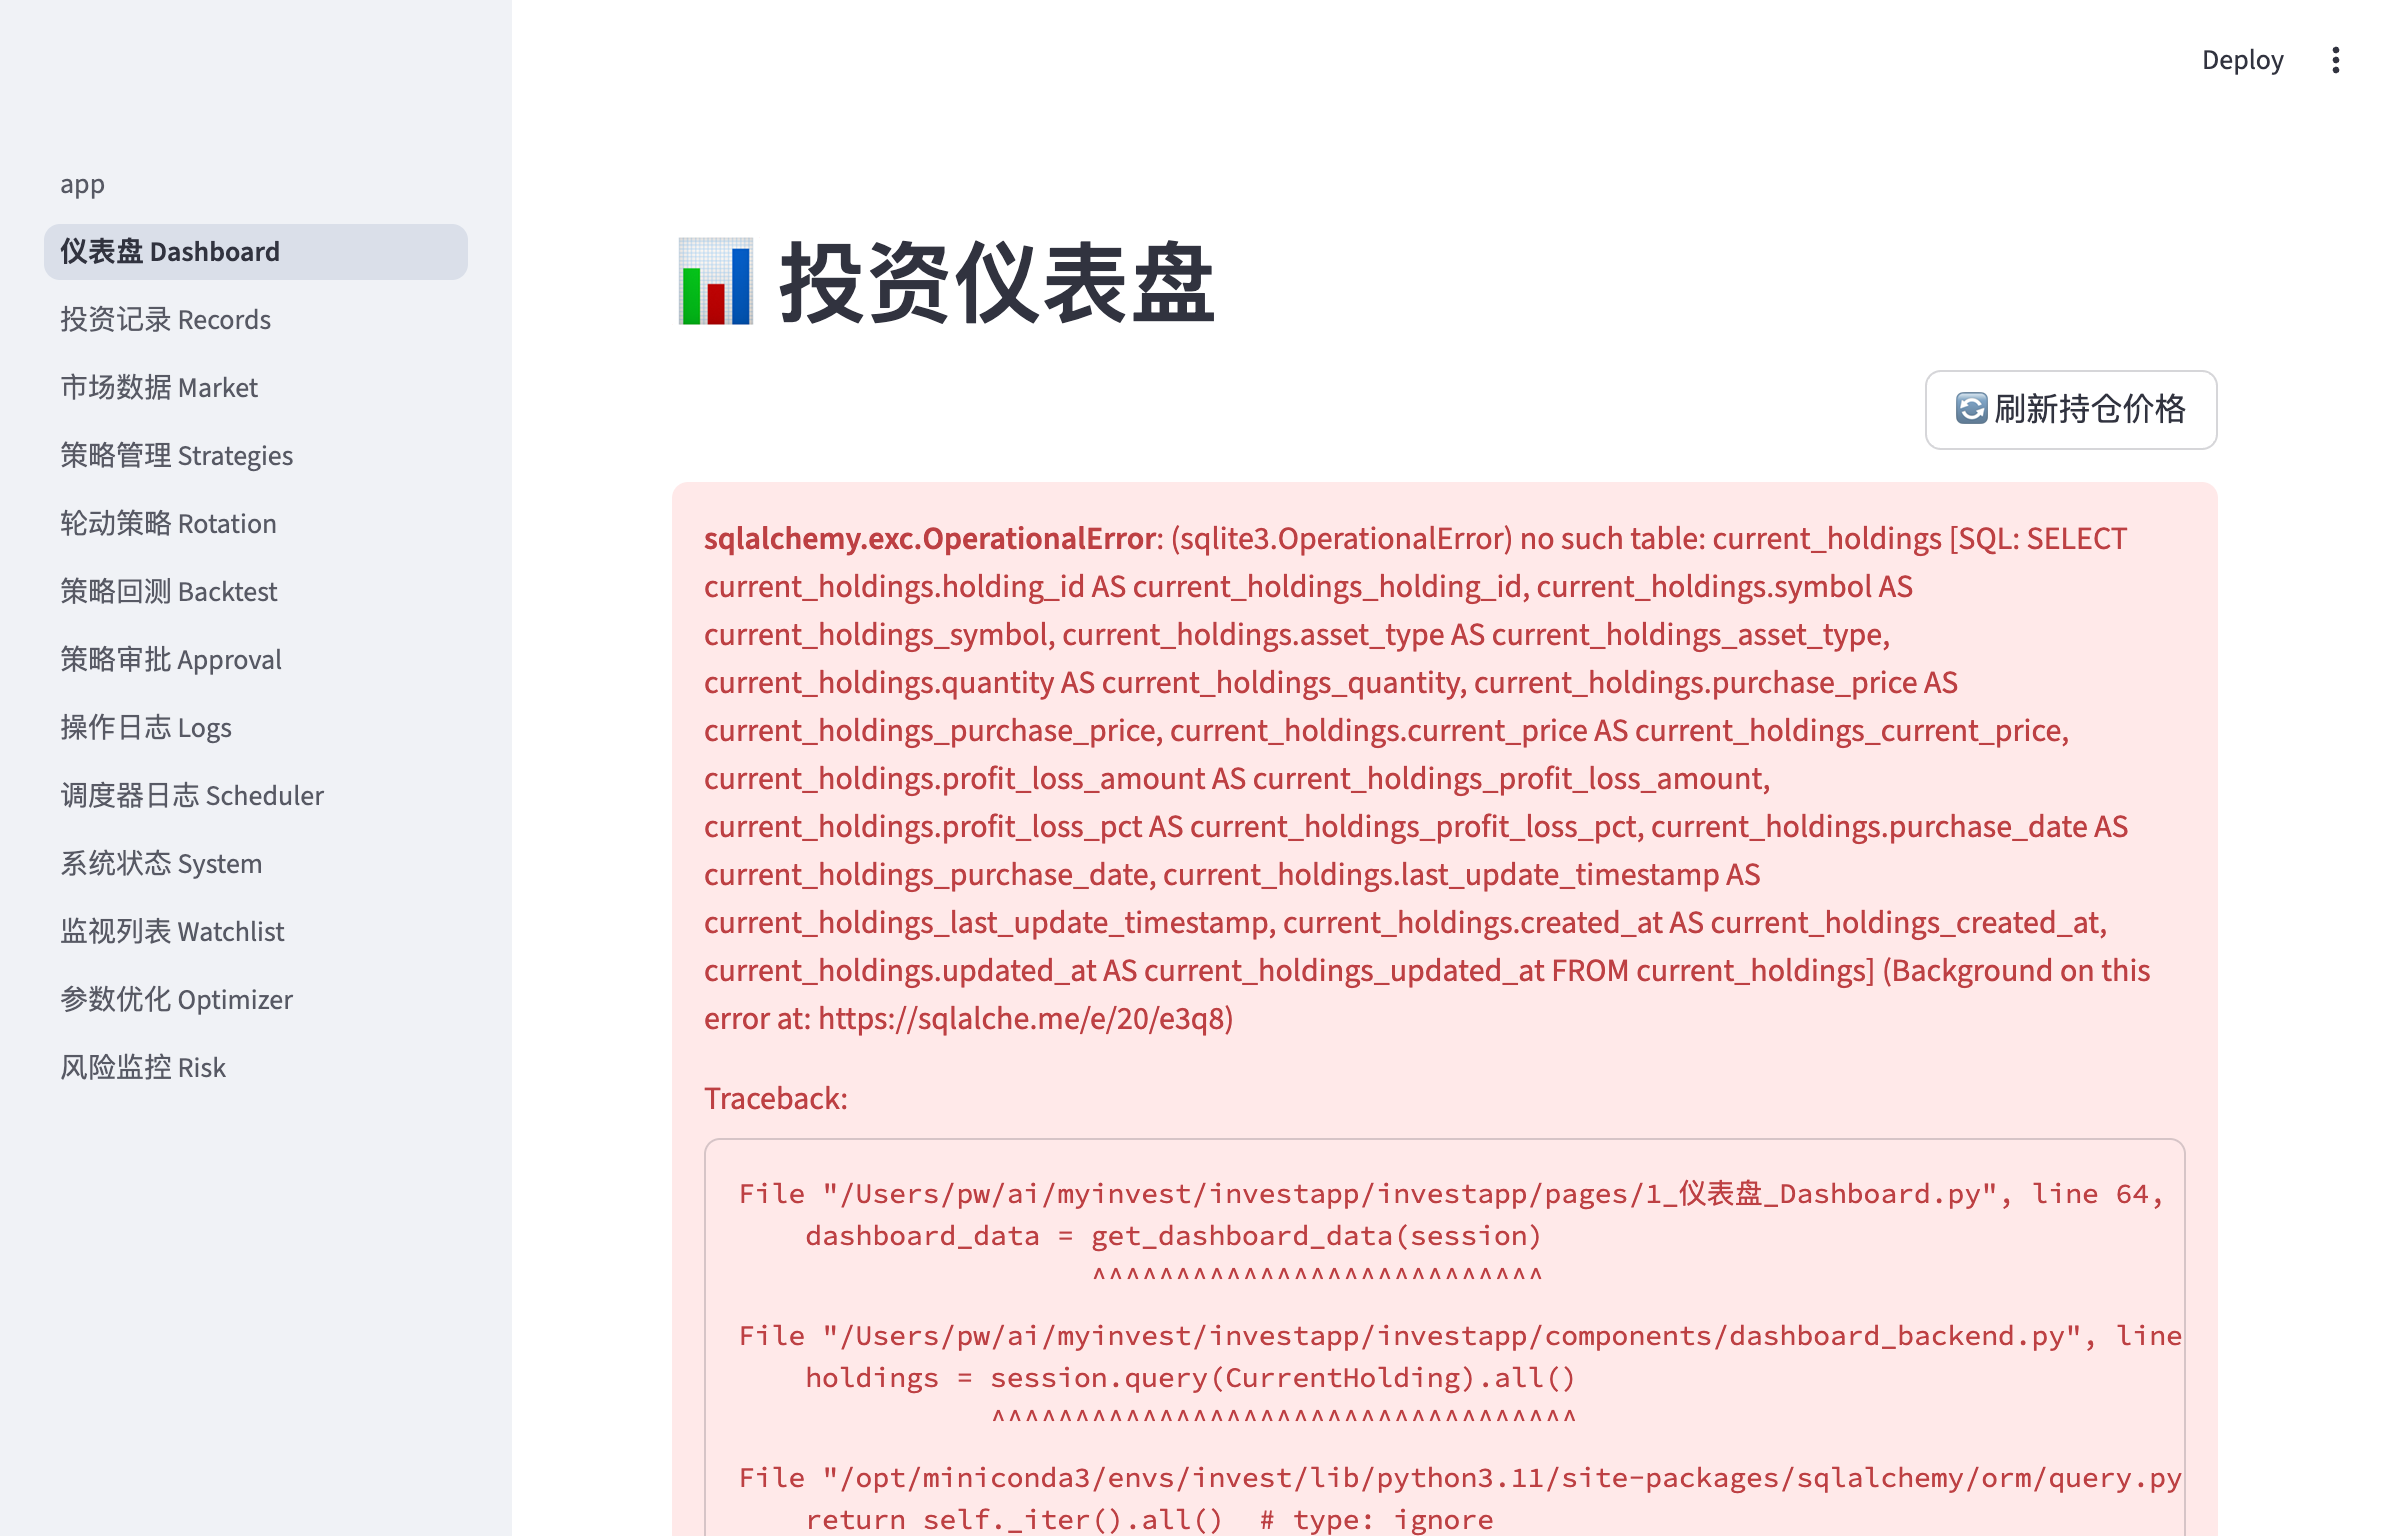 Deploy
app
仪表盘 Dashboard
投资记录 Records
市场数据 Market
策略管理 Strategies
轮动策略 Rotation
策略回测 Backtest
策略审批 Approval
操作日志 Logs
调度器日志 Scheduler
系统状态 System
监视列表 Watchlist
参数优化 Optimizer
风险监控 Risk
投资仪表盘
刷新持仓价格
sqlalchemy.exc.OperationalError: (sqlite3.OperationalError) no such table: current_holdings [SQL: SELECT
current_holdings.holding_id AS current_holdings_holding_id, current_holdings.symbol AS
current_holdings_symbol, current_holdings.asset_type AS current_holdings_asset_type,
current_holdings.quantity AS current_holdings_quantity, current_holdings.purchase_price AS
current_holdings_purchase_price, current_holdings.current_price AS current_holdings_current_price,
current_holdings.profit_loss_amount AS current_holdings_profit_loss_amount,
current_holdings.profit_loss_pct AS current_holdings_profit_loss_pct, current_holdings.purchase_date AS
current_holdings_purchase_date, current_holdings.last_update_timestamp AS
current_holdings_last_update_timestamp, current_holdings.created_at AS current_holdings_created_at,
current_holdings.updated_at AS current_holdings_updated_at FROM current_holdings] (Background on this
error at: https://sqlalche.me/e/20/e3q8)
Traceback:
File "/Users/pw/ai/myinvest/investapp/investapp/pages/1_仪表盘_Dashboard.py", line 64,
dashboard_data = get_dashboard_data(session)
^^^^^^^^^^^^^^^^^^^^^^^^^^^
File "/Users/pw/ai/myinvest/investapp/investapp/components/dashboard_backend.py", line
holdings = session.query(CurrentHolding).all()
^^^^^^^^^^^^^^^^^^^^^^^^^^^^^^^^^^^
File "/opt/miniconda3/envs/invest/lib/python3.11/site-packages/sqlalchemy/orm/query.py
return self._iter().all()  # type: ignore